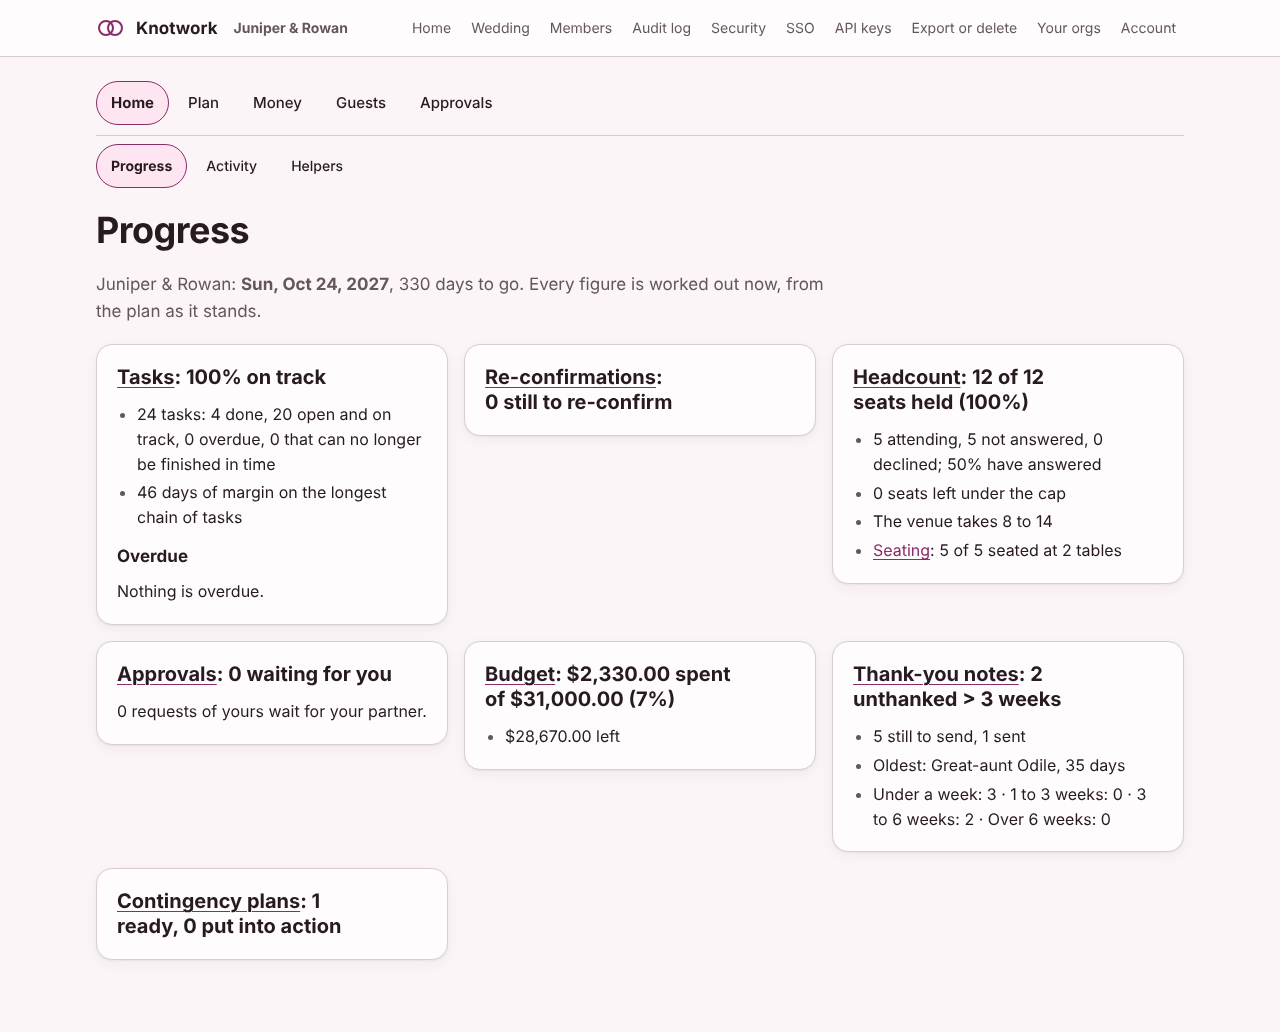 Knotwork Juniper & Rowan Home Wedding Members Audit log Security SSO API keys Export or delete Your orgs Account
Home Plan Money Guests Approvals
Progress Activity Helpers
Progress
Juniper & Rowan: Sun, Oct 24, 2027, 330 days to go. Every figure is worked out now, from
the plan as it stands.
Tasks: 100% on track
• 24 tasks: 4 done, 20 open and on
track, 0 overdue, 0 that can no longer
be finished in time
• 46 days of margin on the longest
chain of tasks
Overdue
Nothing is overdue.
Re-confirmations:
0 still to re-confirm
Headcount: 12 of 12
seats held (100%)
• 5 attending, 5 not answered, 0
declined; 50% have answered
• 0 seats left under the cap
• The venue takes 8 to 14
• Seating: 5 of 5 seated at 2 tables
Approvals: 0 waiting for you
0 requests of yours wait for your partner.
Budget: $2,330.00 spent
of $31,000.00 (7%)
• $28,670.00 left
Thank-you notes: 2
unthanked > 3 weeks
• 5 still to send, 1 sent
• Oldest: Great-aunt Odile, 35 days
• Under a week: 3 · 1 to 3 weeks: 0 · 3
to 6 weeks: 2 · Over 6 weeks: 0
Contingency plans: 1
ready, 0 put into action